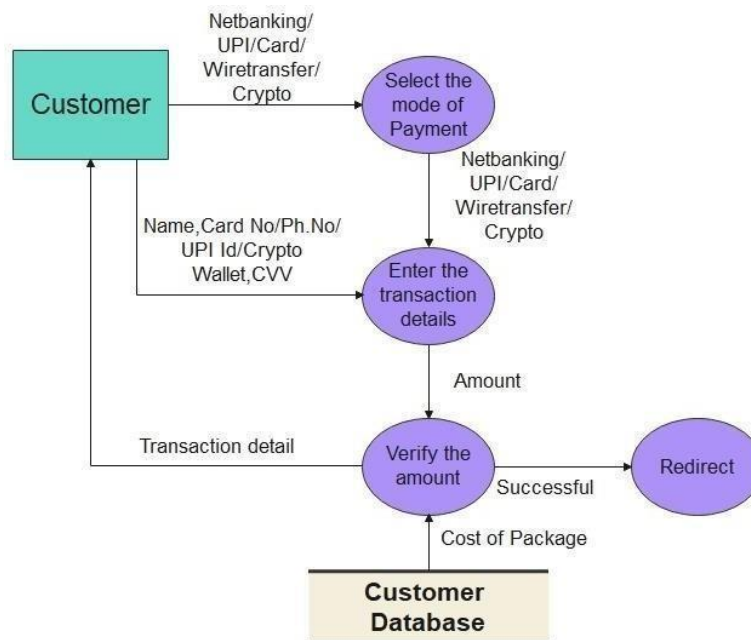 Netbanking/
UPI/Card/
Wiretransfer/
Crypto
Customer
Select the
mode of
Payment
Netbanking/
UPI/Card/
Wiretransfer/
Crypto
Name,Card No/Ph.No/
UPI Id/Crypto
Wallet,CVV
Enter the
transaction
details
Amount
Transaction detail
Verify the
amount
Successful
Redirect
Cost of Package
Customer
Database